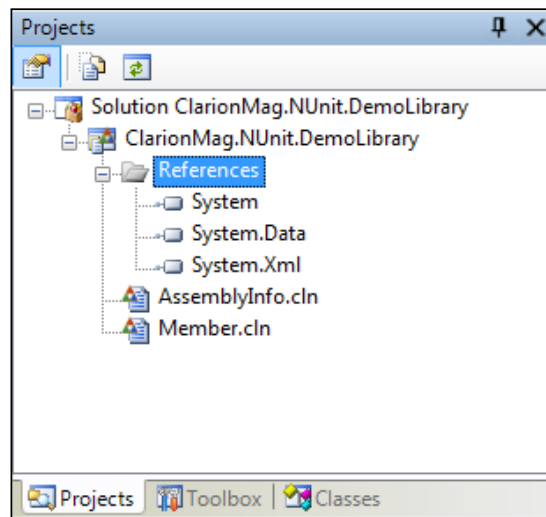 Projects
Solution ClarionMag.NUnit.DemoLibrary
ClarionMag.NUnit.DemoLibrary
References
System
System.Data
System.Xml
AssemblyInfo.cln
Member.cln
Projects Toolbox Classes